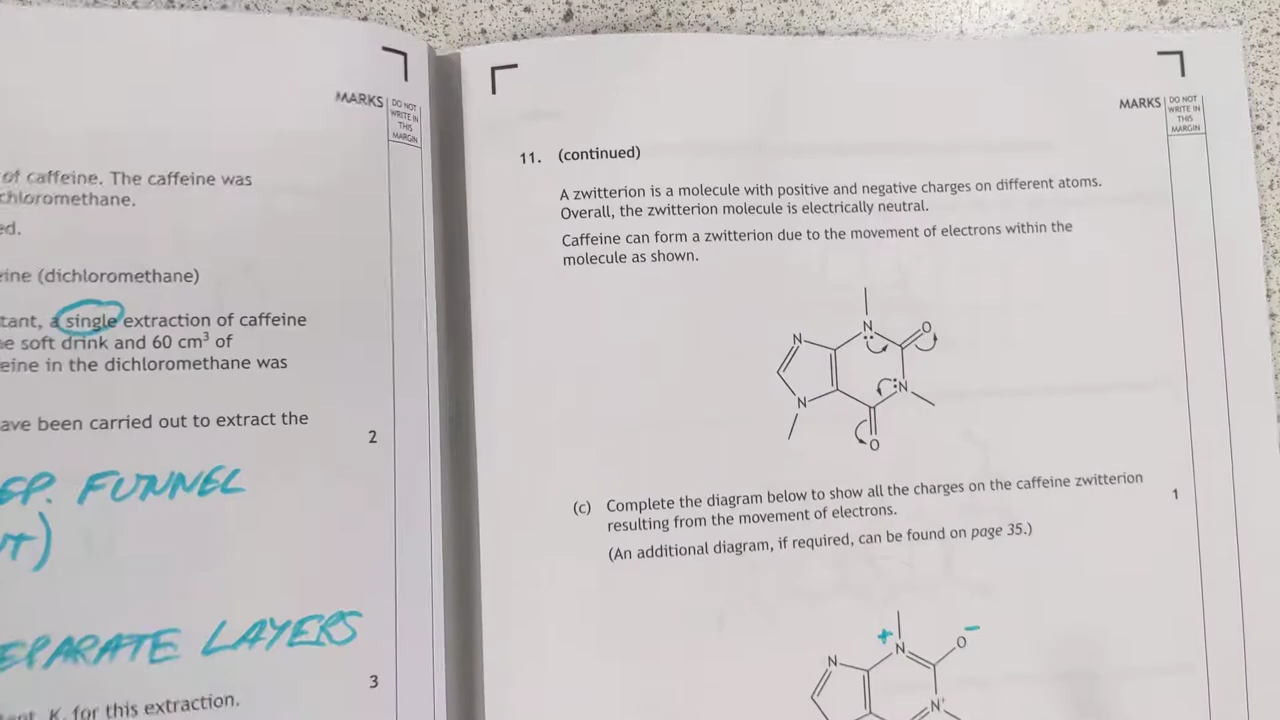 MARKS
DO NOT
WRITE IN
THIS
MARGIN
of caffeine. The caffeine was
chloromethane.
(dichloromethane)
a single extraction of caffeine
soft drink and 60 cm³ of
in the dichloromethane was
have been carried out to extract the
2
FUNNEL
SEPARATE LAYERS
3
K, for this extraction.
MARKS
DO NOT
WRITE IN
THIS
MARGIN
11. (continued)
A zwitterion is a molecule with positive and negative charges on different atoms.
Overall, the zwitterion molecule is electrically neutral.
Caffeine can form a zwitterion due to the movement of electrons within the
molecule as shown.
N
O
N
N
N
O
(c) Complete the diagram below to show all the charges on the caffeine zwitterion
resulting from the movement of electrons.
1
(An additional diagram, if required, can be found on page 35.)
+
N
O
−
N
N